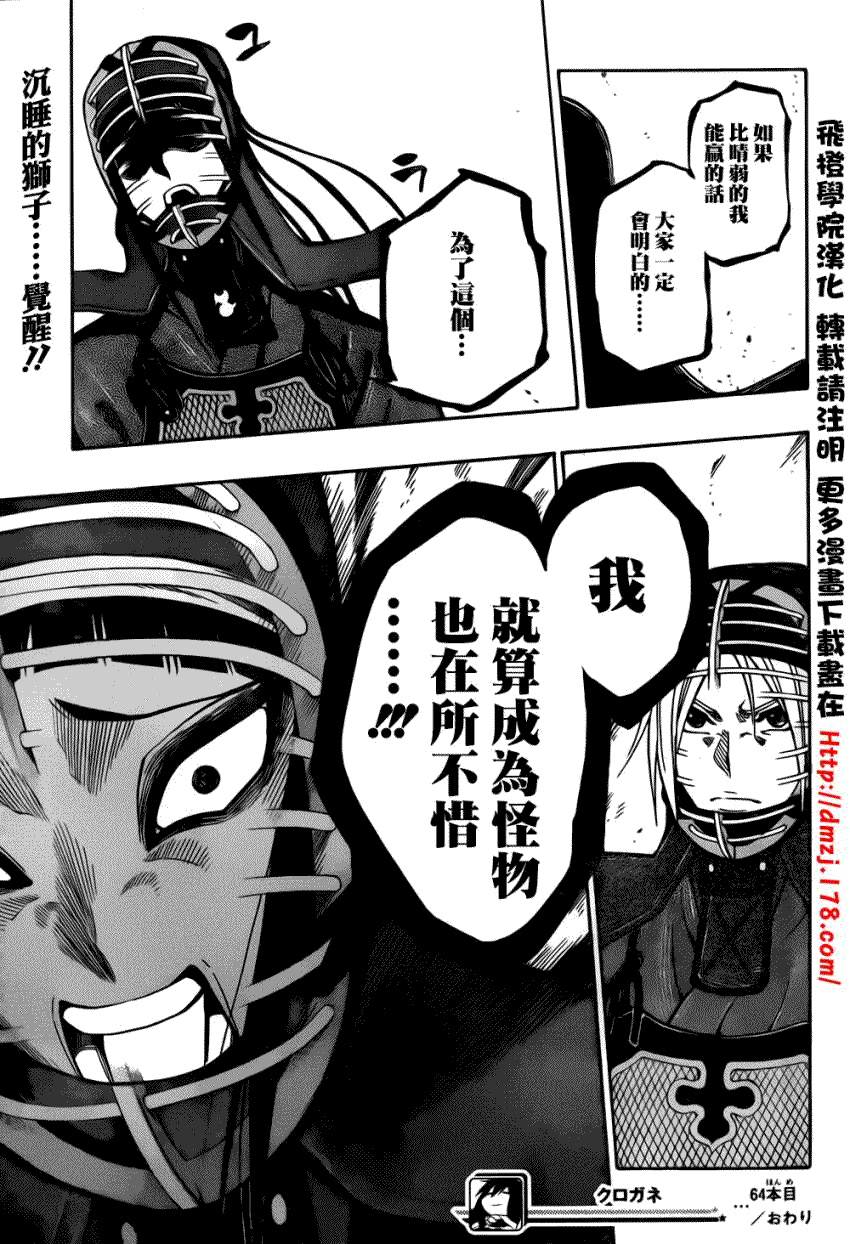 如果
比晴弱的我
能贏的話
大家一定
會明白的……
為了這個…
ユ
ラ
沉睡的獅子……覺醒!!
我
就算成為怪物
也在所不惜
……!!!
クロガネ
64本目
ほんめ
…／おわり
飛橙學院漢化 轉載請注明 更多漫畫下載盡在 Http://dmzj.178.com/